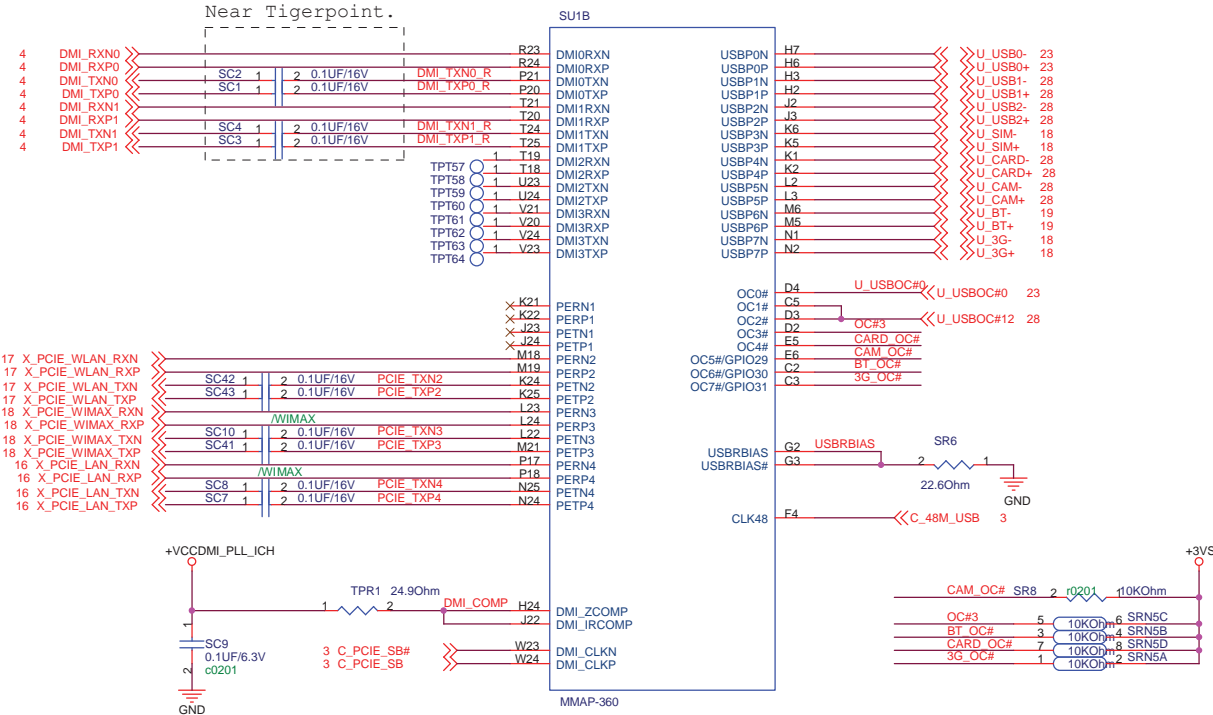 Near Tigerpoint.
SU1B
4 DMI_RXN0 R23 DMI0RXN
4 DMI_RXP0 R24 DMI0RXP
4 DMI_TXN0 SC2 1 2 0.1UF/16V DMI_TXN0_R P21 DMI0TXN
4 DMI_TXP0 SC1 1 2 0.1UF/16V DMI_TXP0_R P20 DMI0TXP
4 DMI_RXN1 T21 DMI1RXN
4 DMI_RXP1 T20 DMI1RXP
4 DMI_TXN1 SC4 1 2 0.1UF/16V DMI_TXN1_R T24 DMI1TXN
4 DMI_TXP1 SC3 1 2 0.1UF/16V DMI_TXP1_R T25 DMI1TXP
TPT57 1 T19 DMI2RXN
TPT58 1 T18 DMI2RXP
TPT59 1 U23 DMI2TXN
TPT60 1 U24 DMI2TXP
TPT61 1 V21 DMI3RXN
TPT62 1 V20 DMI3RXP
TPT63 1 V24 DMI3TXN
TPT64 1 V23 DMI3TXP
USBP0N H7 U_USB0- 23
USBP0P H6 U_USB0+ 23
USBP1N H3 U_USB1- 28
USBP1P H2 U_USB1+ 28
USBP2N J2 U_USB2- 28
USBP2P J3 U_USB2+ 28
USBP3N K6 U_SIM- 18
USBP3P K5 U_SIM+ 18
USBP4N K1 U_CARD- 28
USBP4P K2 U_CARD+ 28
USBP5N L2 U_CAM- 28
USBP5P L3 U_CAM+ 28
USBP6N M6 U_BT- 19
USBP6P M5 U_BT+ 19
USBP7N N1 U_3G- 18
USBP7P N2 U_3G+ 18
K21 PERN1
K22 PERP1
J23 PETN1
J24 PETP1
17 X_PCIE_WLAN_RXN M18 PERN2
17 X_PCIE_WLAN_RXP M19 PERP2
17 X_PCIE_WLAN_TXN SC42 1 2 0.1UF/16V PCIE_TXN2 K24 PETN2
17 X_PCIE_WLAN_TXP SC43 1 2 0.1UF/16V PCIE_TXP2 K25 PETP2
18 X_PCIE_WIMAX_RXN L23 PERN3
18 X_PCIE_WIMAX_RXP /WIMAX L24 PERP3
18 X_PCIE_WIMAX_TXN SC10 1 2 0.1UF/16V PCIE_TXN3 L22 PETN3
18 X_PCIE_WIMAX_TXP SC41 1 2 0.1UF/16V PCIE_TXP3 M21 PETP3
16 X_PCIE_LAN_RXN P17 PERN4
16 X_PCIE_LAN_RXP /WIMAX P18 PERP4
16 X_PCIE_LAN_TXN SC8 1 2 0.1UF/16V PCIE_TXN4 N25 PETN4
16 X_PCIE_LAN_TXP SC7 1 2 0.1UF/16V PCIE_TXP4 N24 PETP4
OC0# D4 U_USBOC#0 U_USBOC#0 23
OC1# C5
OC2# D3 U_USBOC#12 28
OC3# D2 OC#3
OC4# E5 CARD_OC#
OC5#/GPIO29 E6 CAM_OC#
OC6#/GPIO30 C2 BT_OC#
OC7#/GPIO31 C3 3G_OC#
USBRBIAS G2 USBRBIAS
USBRBIAS# G3 2 SR6 1
22.6Ohm
GND
CLK48 F4 C_48M_USB 3
+VCCDMI_PLL_ICH
1 TPR1 24.9Ohm 2 DMI_COMP H24 DMI_ZCOMP
J22 DMI_IRCOMP
1 SC9
0.1UF/6.3V
2 c0201
GND
3 C_PCIE_SB# W23 DMI_CLKN
3 C_PCIE_SB W24 DMI_CLKP
MMAP-360
+3VS
CAM_OC# SR8 2 r0201 1 10KOhm
OC#3 5 10KOhm 6 SRN5C
BT_OC# 3 10KOhm 4 SRN5B
CARD_OC# 7 10KOhm 8 SRN5D
3G_OC# 1 10KOhm 2 SRN5A